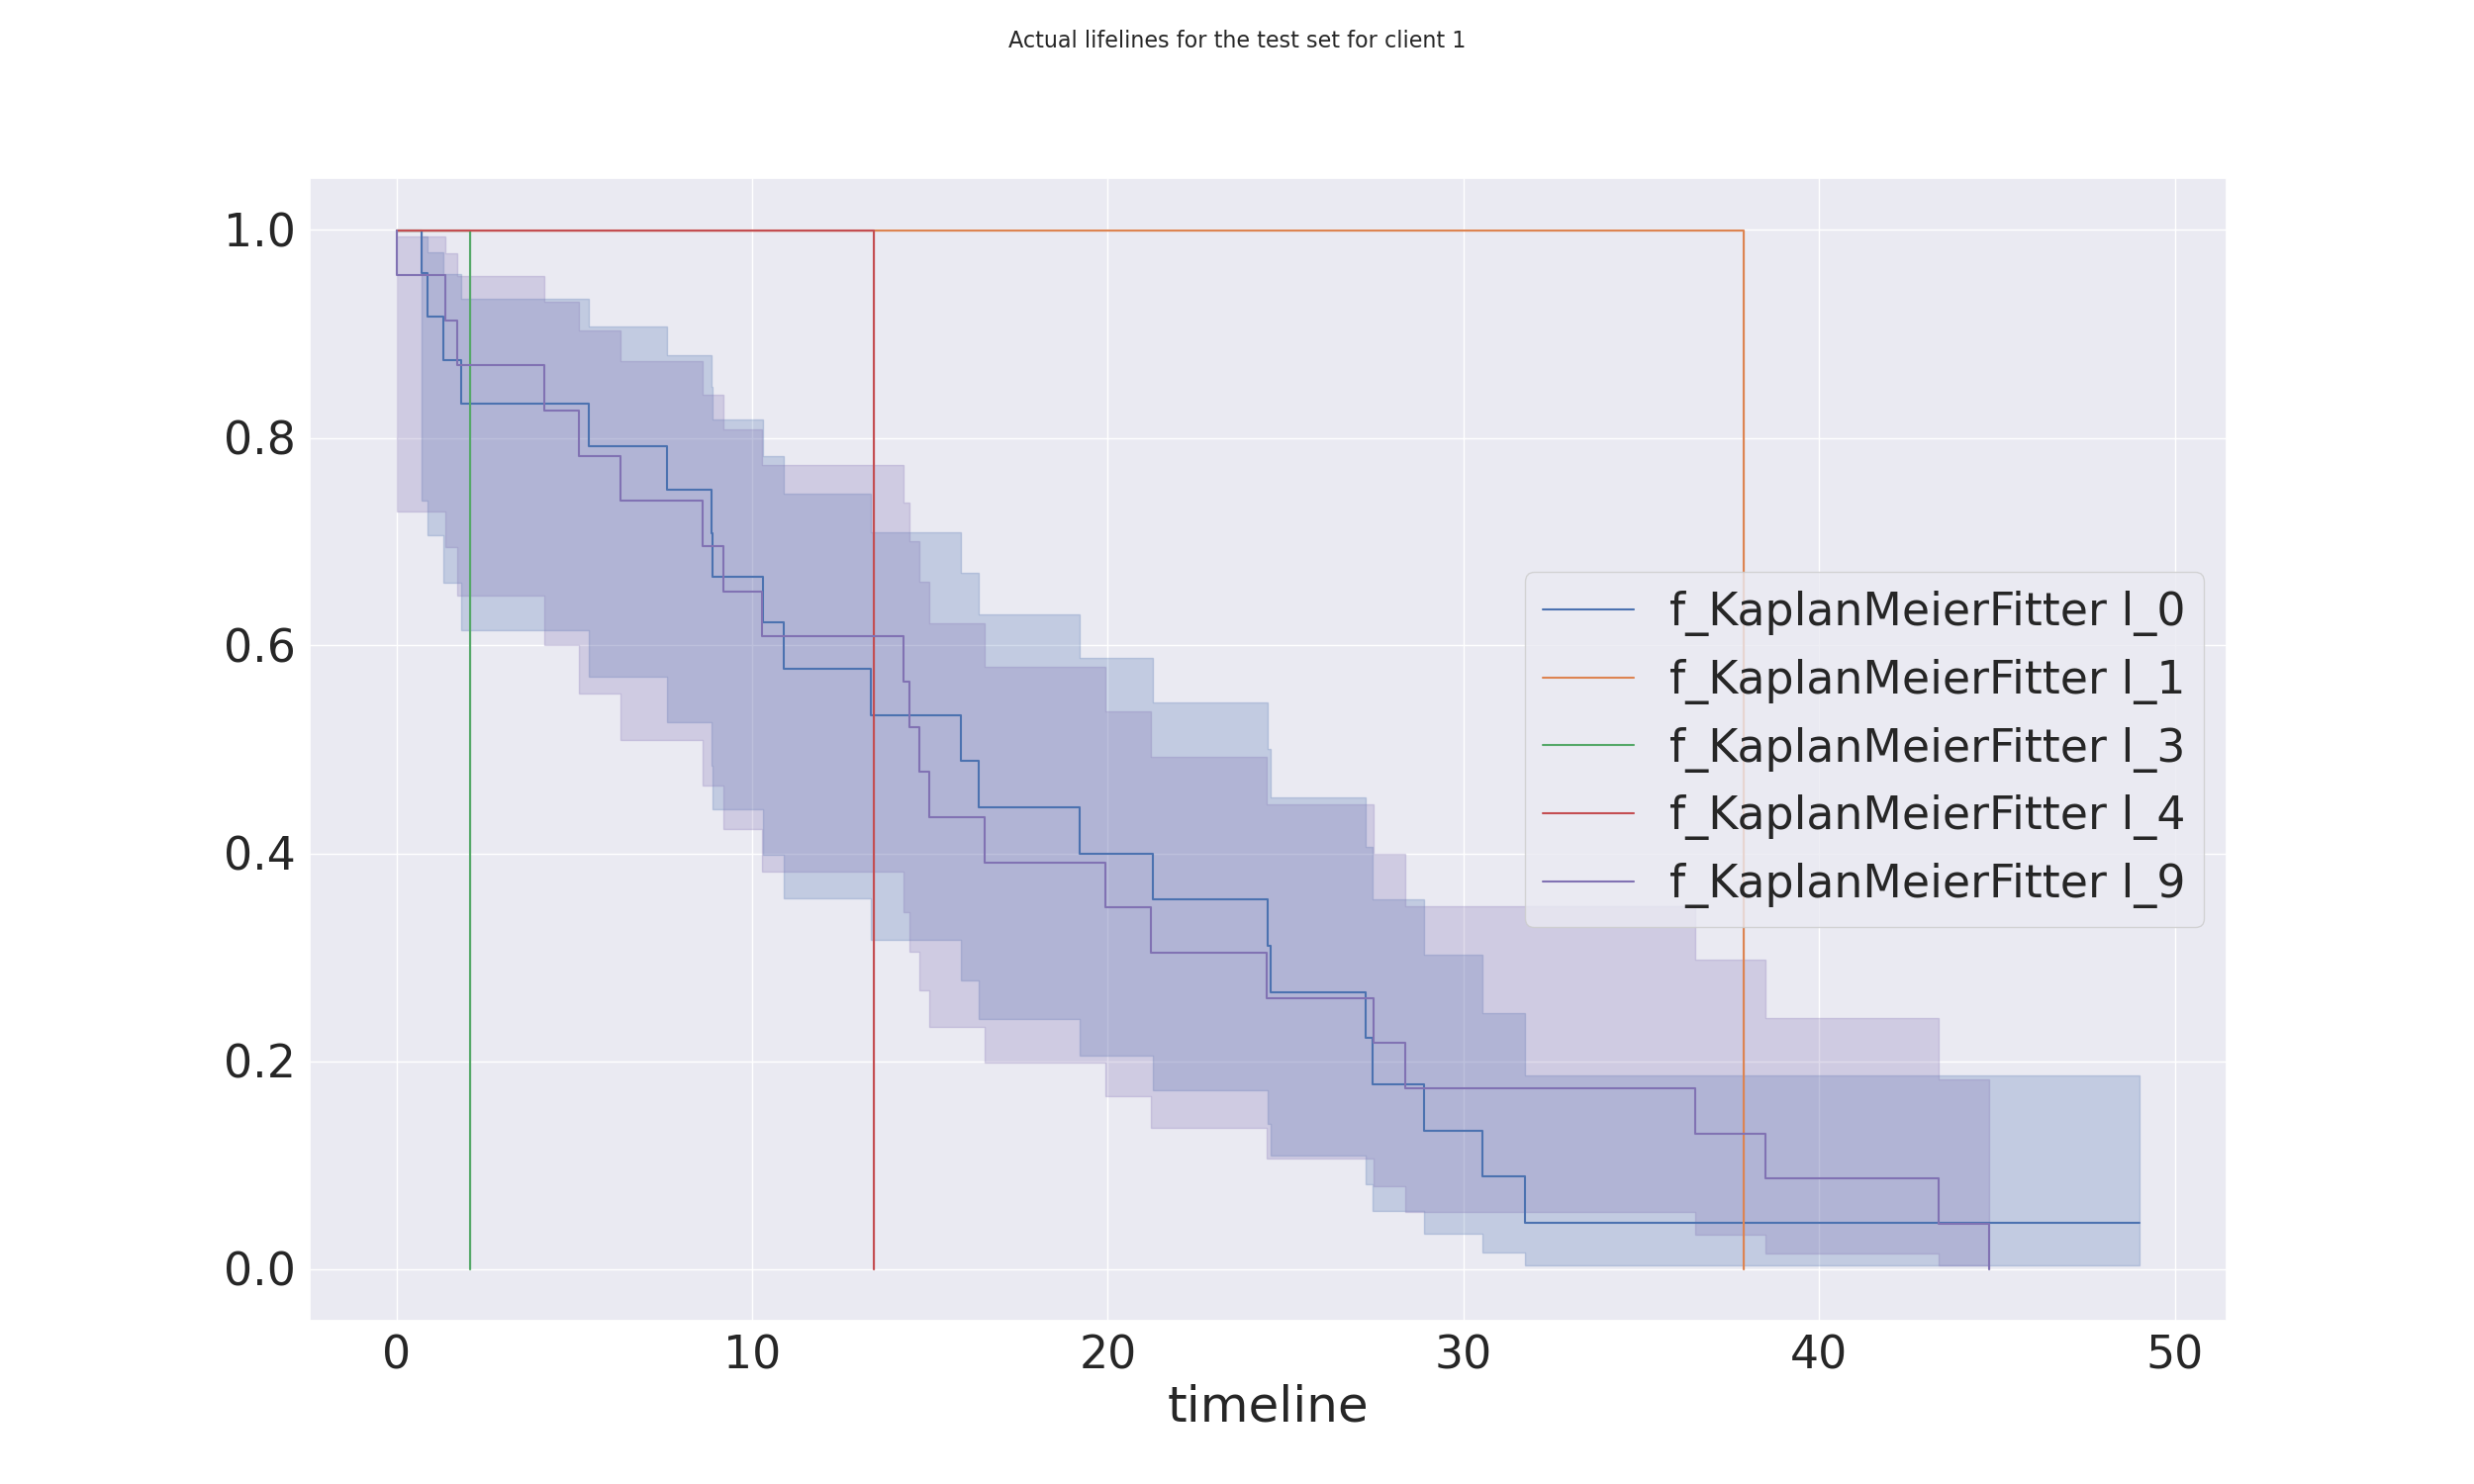 Actual lifelines for the test set for client 1
1.0
0.8
0.6
0.4
0.2
0.0
f_KaplanMeierFitter l_0
f_KaplanMeierFitter l_1
f_KaplanMeierFitter l_3
f_KaplanMeierFitter l_4
f_KaplanMeierFitter l_9
0 10 20 30 40 50
timeline